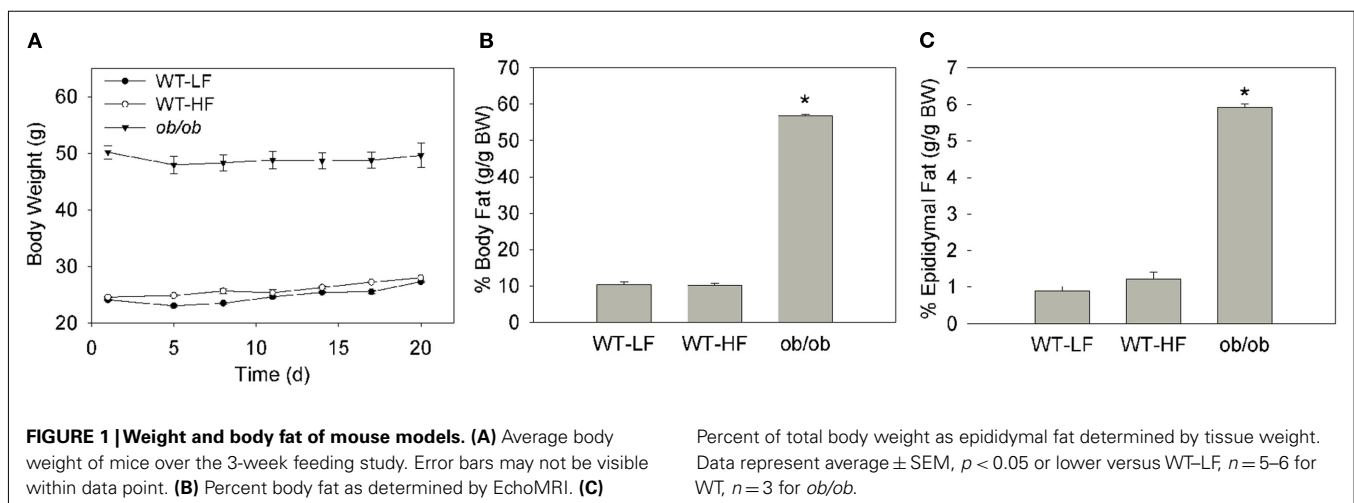 A
WT-LF
WT-HF
ob/ob
60
50
40
30
20
Body Weight (g)
0 5 10 15 20
Time (d)
B
70
60
50
40
30
20
10
0
% Body Fat (g/g BW)
*
WT-LF WT-HF ob/ob
C
7
6
5
4
3
2
1
0
% Epididymal Fat (g/g BW)
*
WT-LF WT-HF ob/ob
FIGURE 1 | Weight and body fat of mouse models. (A) Average body
weight of mice over the 3-week feeding study. Error bars may not be visible
within data point. (B) Percent body fat as determined by EchoMRI. (C)
Percent of total body weight as epididymal fat determined by tissue weight.
Data represent average ± SEM, p < 0.05 or lower versus WT–LF, n = 5–6 for
WT, n = 3 for ob/ob.